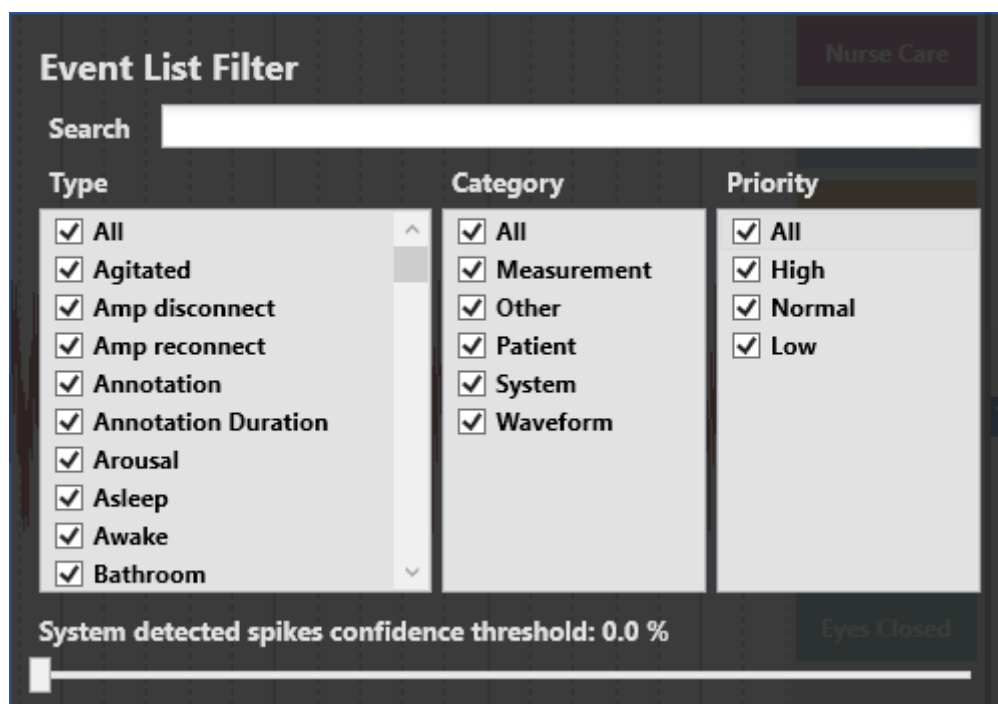 Nurse Care
Event List Filter
Search
Type
Category
Priority
All
Agitated
Amp disconnect
Amp reconnect
Annotation
Annotation Duration
Arousal
Asleep
Awake
Bathroom
All
Measurement
Other
Patient
System
Waveform
All
High
Normal
Low
System detected spikes confidence threshold: 0.0 %
Eyes Closed